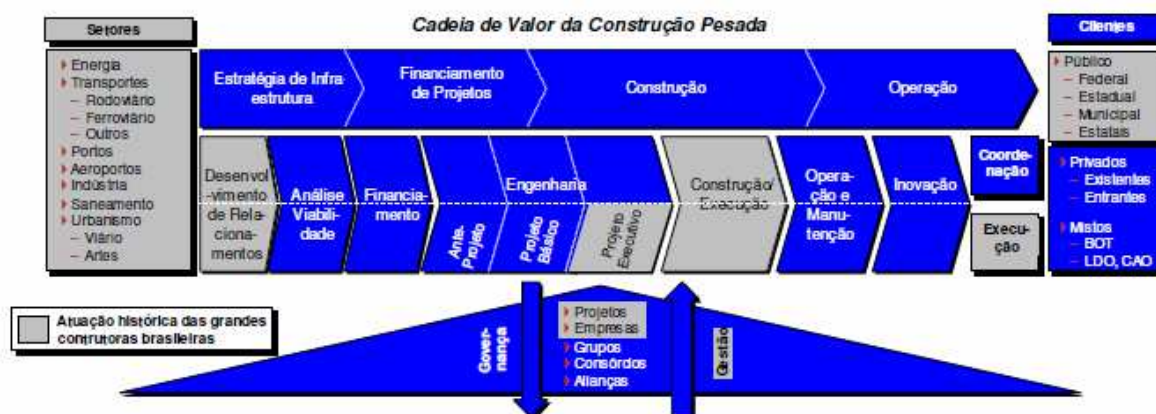 Cadeia de Valor da Construção Pesada
Setores
Energia
Transportes
– Rodoviário
– Ferroviário
– Outros
Portos
Aeroportos
Indústria
Saneamento
Urbanismo
– Viário
– Artes
Estratégia de Infra
estrutura
Financiamento
de Projetos
Construção
Operação
Desenvol
-vimento
de Rela-
cionamentos
Análise
Viabili-
dade
Financia-
mento
Engenharia
Ante-
Projeto
Projeto
Básico
Projeto
Executivo
Construção/
Execução
Opera-
ção e
Manu-
tenção
Inovação
Coorde-
nação
Execu-
ção
Clientes
Público
– Federal
– Estadual
– Municipal
– Estatais
Privados
– Existentes
– Entrantes
Mistos
– BOT
– LDO, CAO
Atuação histórica das grandes
contrutoras brasileiras
Gover-
nança
Projetos
Empresas
Grupos
Consórdos
Alianças
Gestão